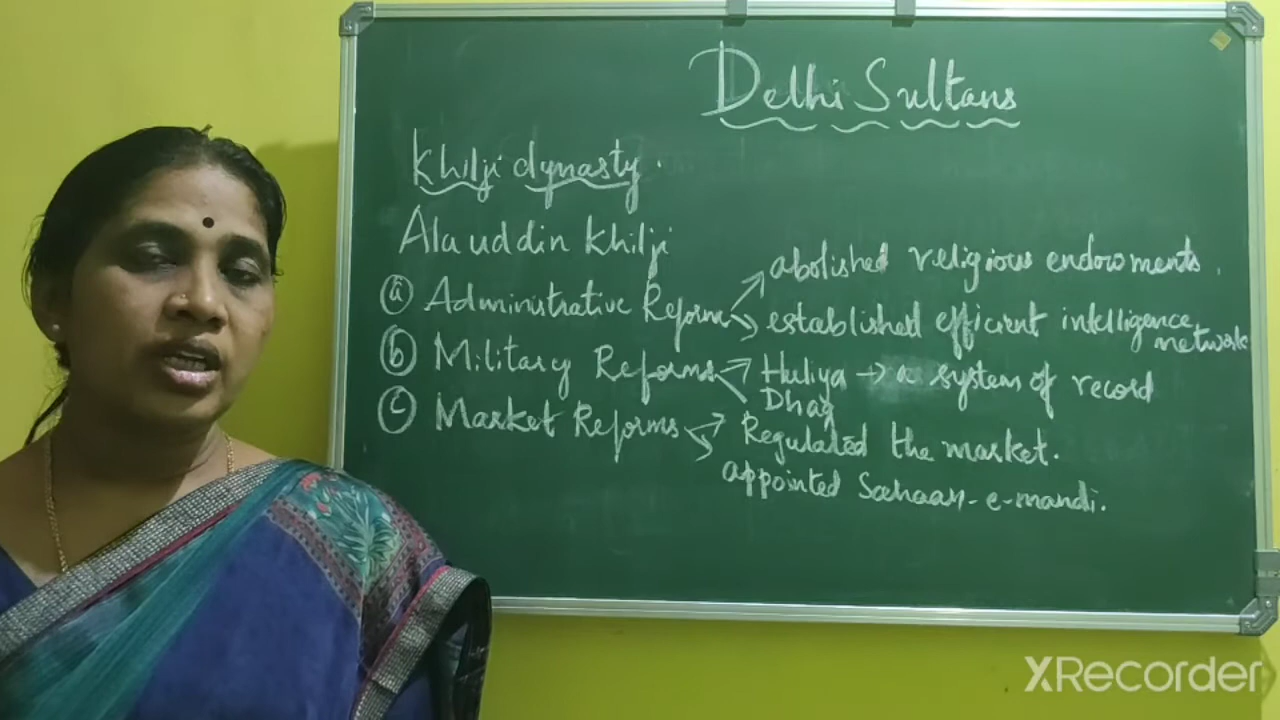 Delhi Sultans
Khilji dynasty.
Alauddin Khilji
(a) Administrative Reforms → abolished religious endowments.
→ established efficient intelligence network
(b) Military Reforms → Huliya → a system of record
Dhag
(c) Market Reforms → Regulated the market.
→ appointed Sahaan-e-mandi.
XRecorder